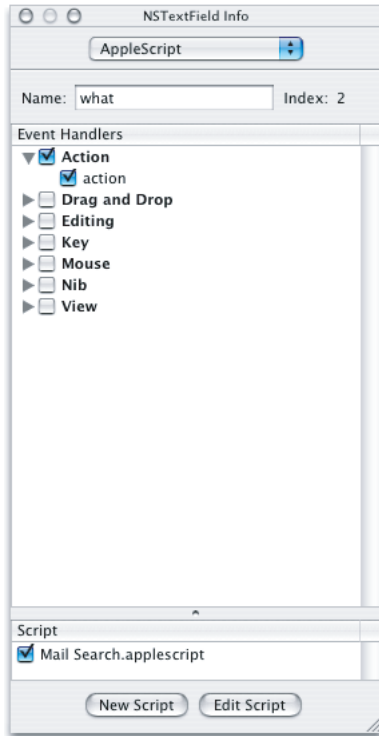 NSTextField Info
AppleScript
Name: what Index: 2
Event Handlers
Action
action
Drag and Drop
Editing
Key
Mouse
Nib
View
Script
Mail Search.applescript
New Script Edit Script